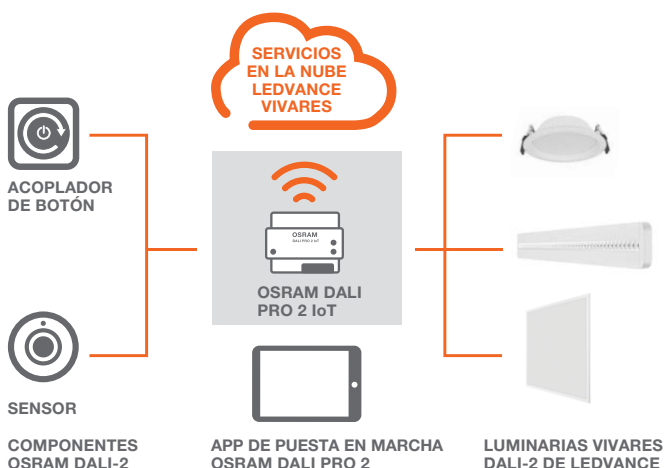 SERVICIOS
EN LA NUBE
LEDVANCE
VIVARES
ACOPLADOR
DE BOTÓN
OSRAM
DALI PRO 2 IoT
OSRAM DALI
PRO 2 IoT
SENSOR
COMPONENTES
OSRAM DALI-2
APP DE PUESTA EN MARCHA
OSRAM DALI PRO 2
LUMINARIAS VIVARES
DALI-2 DE LEDVANCE